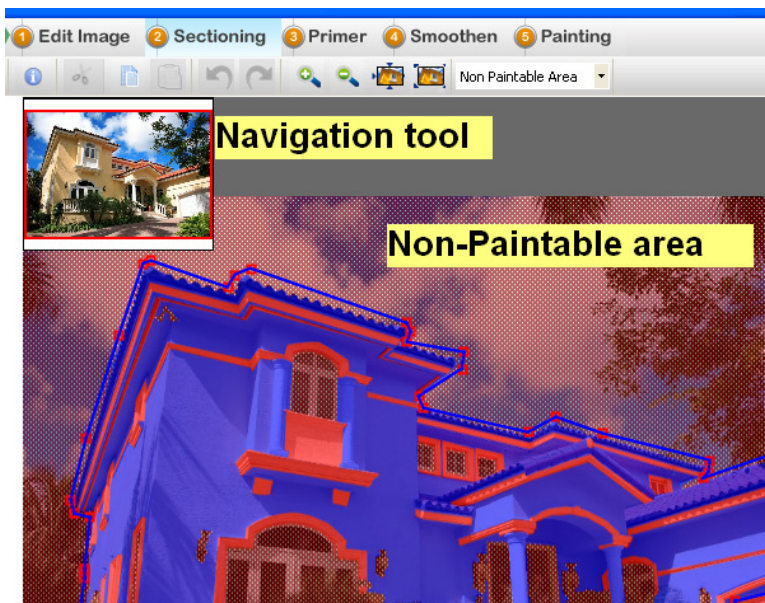 1 Edit Image 2 Sectioning 3 Primer 4 Smoothen 5 Painting
Non Paintable Area
Navigation tool
Non-Paintable area